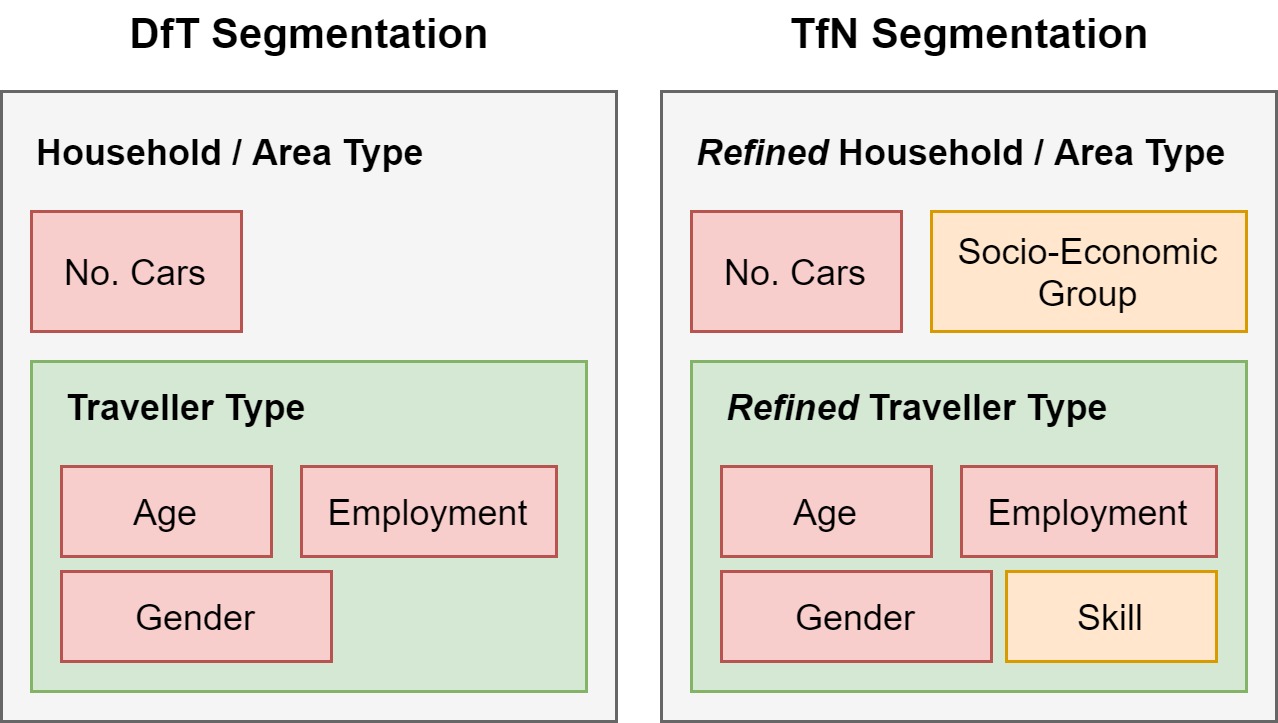 DfT Segmentation
Household / Area Type
No. Cars
Traveller Type
Age
Employment
Gender
TfN Segmentation
Refined Household / Area Type
No. Cars
Socio-Economic
Group
Refined Traveller Type
Age
Employment
Gender
Skill